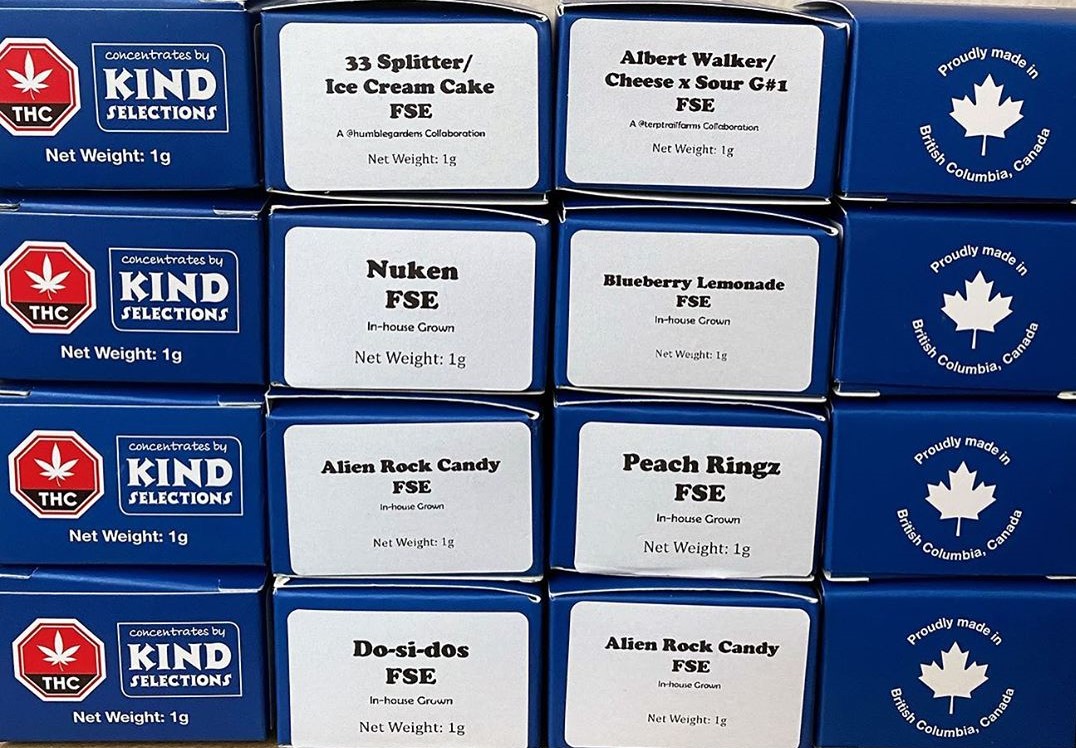 THC
concentrates by
KIND
SELECTIONS
Net Weight: 1g
33 Splitter/
Ice Cream Cake
FSE
A @humblegardens Collaboration
Net Weight: 1g
Albert Walker/
Cheese x Sour G#1
FSE
A @terptrailfarms Collaboration
Net Weight: 1g
Proudly made in
British Columbia, Canada
THC
concentrates by
KIND
SELECTIONS
Net Weight: 1g
Nuken
FSE
In-house Grown
Net Weight: 1g
Blueberry Lemonade
FSE
In-house Grown
Net Weight: 1g
Proudly made in
British Columbia, Canada
THC
concentrates by
KIND
SELECTIONS
Net Weight: 1g
Alien Rock Candy
FSE
In-house Grown
Net Weight: 1g
Peach Ringz
FSE
In-house Grown
Net Weight: 1g
Proudly made in
British Columbia, Canada
THC
concentrates by
KIND
SELECTIONS
Net Weight: 1g
Do-si-dos
FSE
In-house Grown
Net Weight: 1g
Alien Rock Candy
FSE
In-house Grown
Net Weight: 1g
Proudly made in
British Columbia, Canada